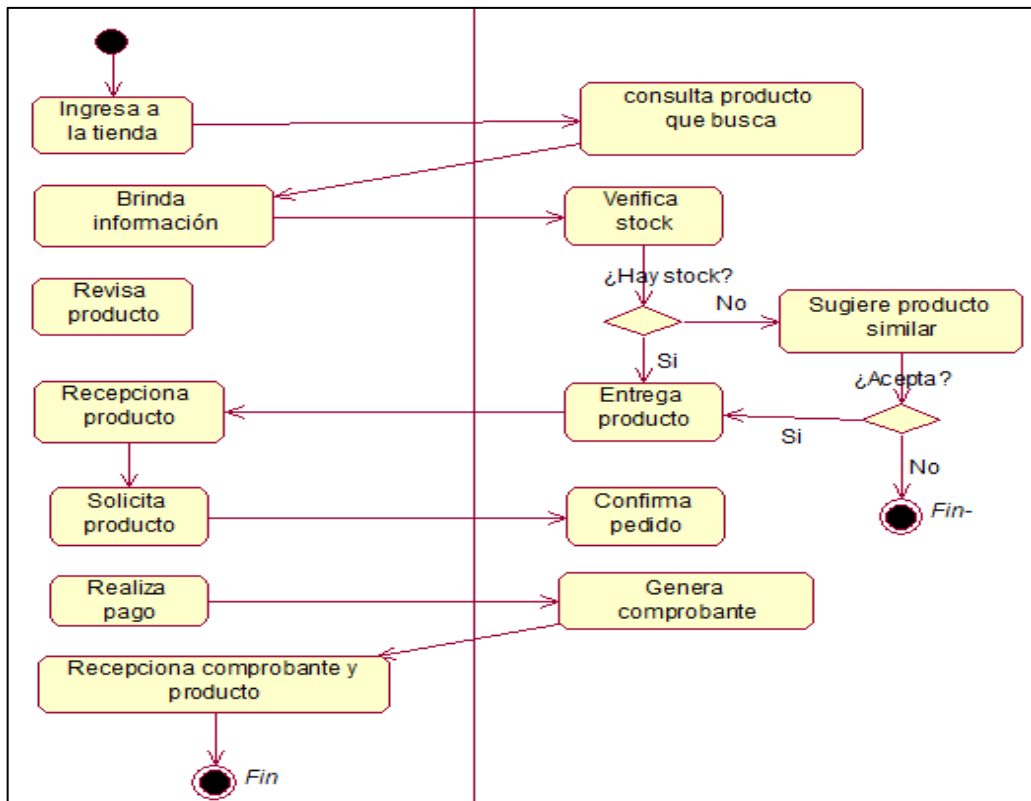 Ingresa a
la tienda
consulta producto
que busca
Brinda
información
Verifica
stock
Revisa
producto
¿Hay stock?
No
Sugiere producto
similar
Si
¿Acepta?
Recepciona
producto
Entrega
producto
Si
No
Solicita
producto
Confirma
pedido
Fin-
Realiza
pago
Genera
comprobante
Recepciona comprobante y
producto
Fin